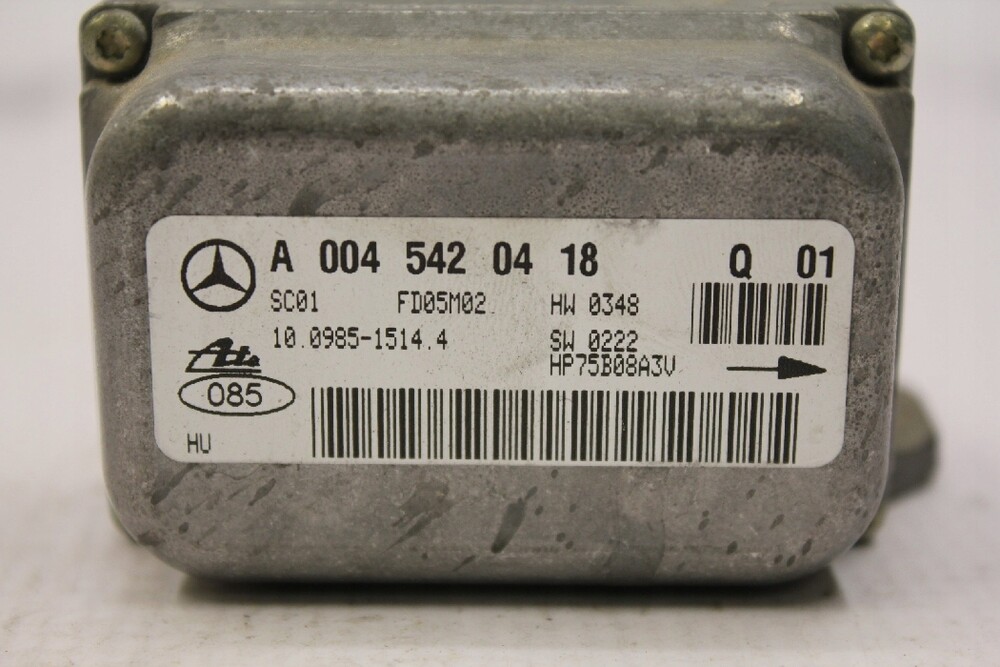 A 004 542 04 18 Q 01
SC01 FD05M02 HW 0348
10.0985-1514.4 SW 0222
HP75B08A3V
Ate
085
HU